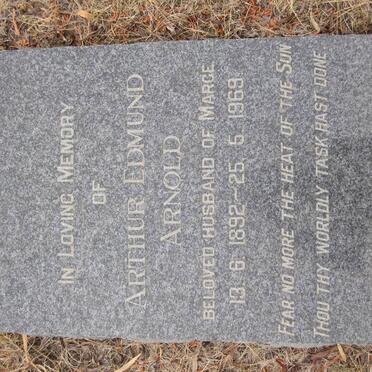 In Loving Memory
of
Arthur Edmund
Arnold
Beloved Husband of Marge
13. 6. 1892—25. 5. 1969
Fear no more the heat of the Sun
Thou thy worldly task hast done